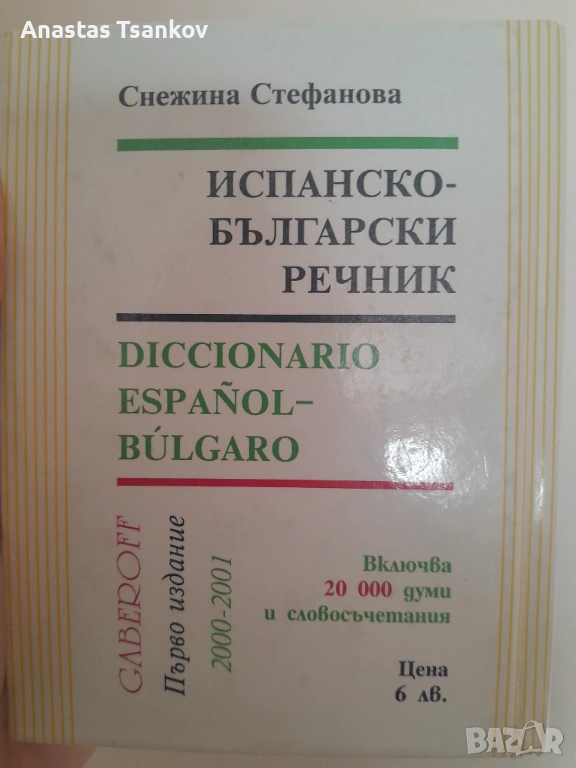 Anastas Tsankov
Снежина Стефанова
ИСПАНСКО-
БЪЛГАРСКИ
РЕЧНИК
DICCIONARIO
ESPAÑOL-
BÚLGARO
GABEROFF
Първо издание
2000-2001
Включва
20 000 думи
и словосъчетания
Цена
6 лв.
BAZAR